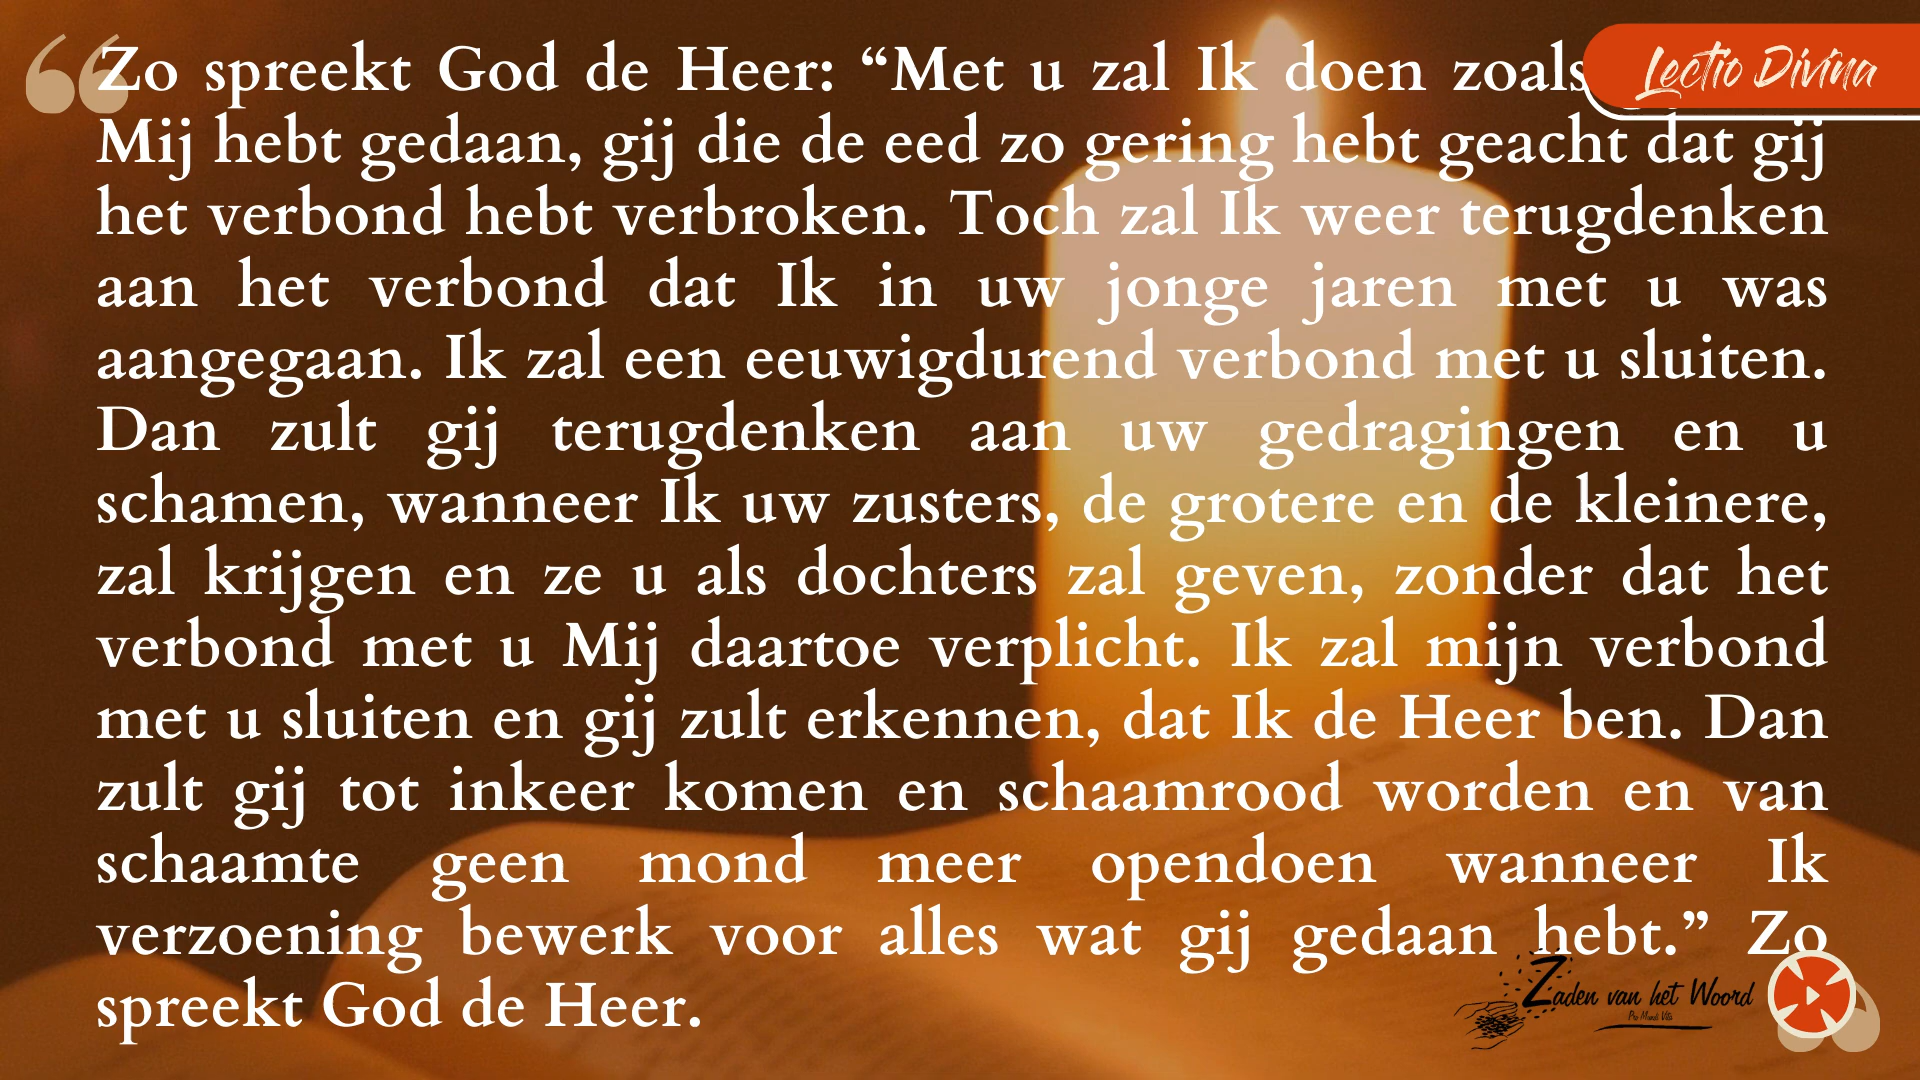 Zo spreekt God de Heer: “Met u zal Ik doen zoals
Lectio Divina
Mij hebt gedaan, gij die de eed zo gering hebt geacht dat gij
het verbond hebt verbroken. Toch zal Ik weer terugdenken
aan het verbond dat Ik in uw jonge jaren met u was
aangegaan. Ik zal een eeuwigdurend verbond met u sluiten.
Dan zult gij terugdenken aan uw gedragingen en u
schamen, wanneer Ik uw zusters, de grotere en de kleinere,
zal krijgen en ze u als dochters zal geven, zonder dat het
verbond met u Mij daartoe verplicht. Ik zal mijn verbond
met u sluiten en gij zult erkennen, dat Ik de Heer ben. Dan
zult gij tot inkeer komen en schaamrood worden en van
schaamte geen mond meer opendoen wanneer Ik
verzoening bewerk voor alles wat gij gedaan hebt.” Zo
spreekt God de Heer.
Zaden van het Woord
Pro Mundi Vita